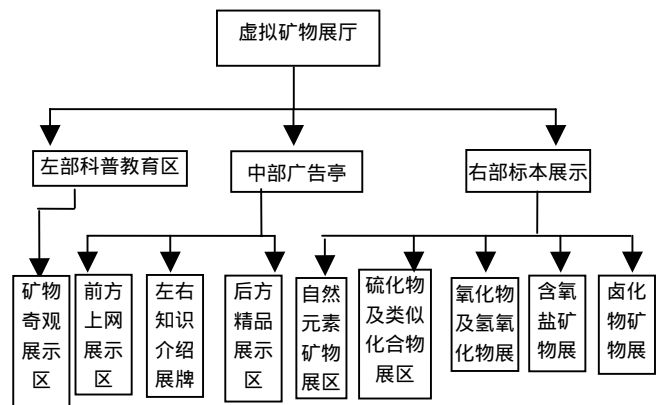 虚拟矿物展厅
左部科普教育区
中部广告亭
右部标本展示
矿物
奇观
展示
区
前方
上网
展示
区
左右
知识
介绍
展牌
后方
精品
展示
区
自然
元素
矿物
展区
硫化物
及类似
化合物
展区
氧化物
及氢氧
化物展
含氧
盐矿
物展
卤化
物矿
物展